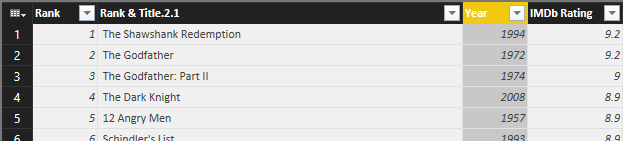 Rank Rank & Title.2.1 Year IMDb Rating
1 1 The Shawshank Redemption 1994 9.2
2 2 The Godfather 1972 9.2
3 3 The Godfather: Part II 1974 9
4 4 The Dark Knight 2008 8.9
5 5 12 Angry Men 1957 8.9
6 6 Schindler's List 1993 8.9